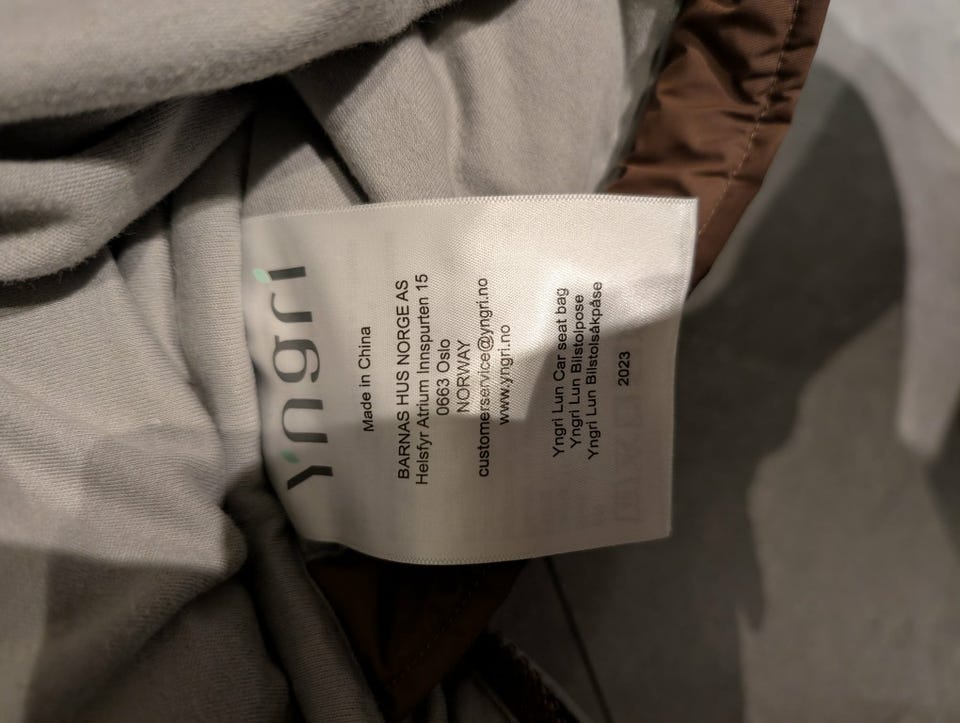 Yngri
Made in China
BARNAS HUS NORGE AS
Helsfyr Atrium Innspurten 15
0663 Oslo
NORWAY
customerservice@yngri.no
www.yngri.no
Yngri Lun Car seat bag
Yngri Lun Bilstolpose
Yngri Lun Bilstolsåkpåse
2023